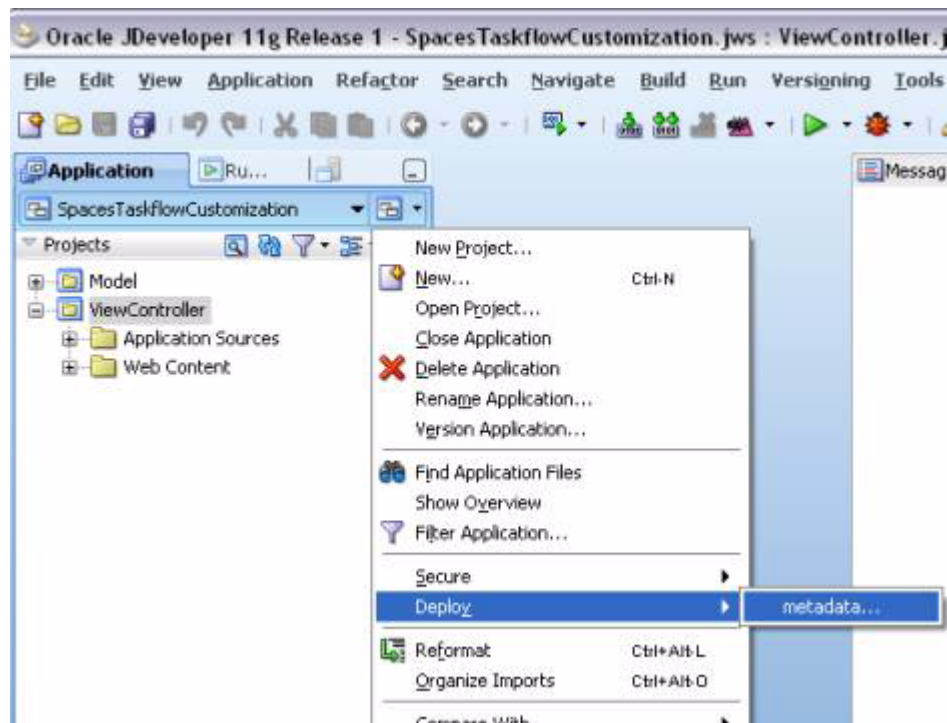 Oracle JDeveloper 11g Release 1 - SpacesTaskflowCustomization.jws : ViewController.j
File Edit View Application Refactor Search Navigate Build Run Versioning Tools
Application Ru... Messag
SpacesTaskflowCustomization
Projects
Model
ViewController
Application Sources
Web Content
New Project...
New... Ctrl-N
Open Project...
Close Application
Delete Application
Rename Application...
Version Application...
Find Application Files
Show Overview
Filter Application...
Secure
Deploy metadata...
Reformat Ctrl+Alt-L
Organize Imports Ctrl+Alt-O
Compare With